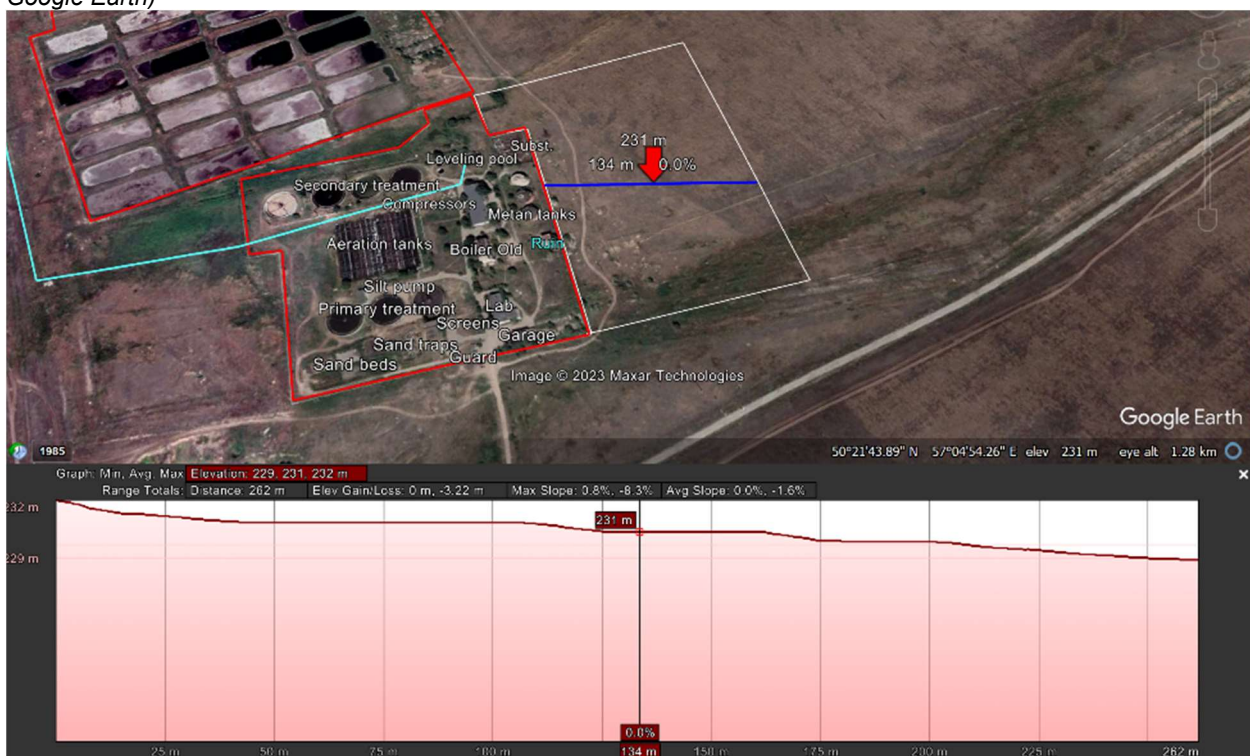 Google Earth)
231 m
134 m 0.0%
Subst.
Leveling pool
Secondary treatment
Compressors
Metan tanks
Aeration tanks
Boiler Old
Ruin
Silt pump
Primary treatment
Lab
Screens
Garage
Sand traps
Guard
Sand beds
Image © 2023 Maxar Technologies
Google Earth
1985
50°21'43.89" N 57°04'54.26" E elev 231 m eye alt 1.28 km
Graph: Min, Avg, Max Elevation: 229, 231, 232 m
Range Totals: Distance: 262 m Elev Gain/Loss: 0 m, -3.22 m Max Slope: 0.8%, -8.3% Avg Slope: 0.0%, -1.6%
232 m
231 m
229 m
0.0%
25 m 50 m 75 m 100 m 134 m 150 m 175 m 200 m 225 m 262 m